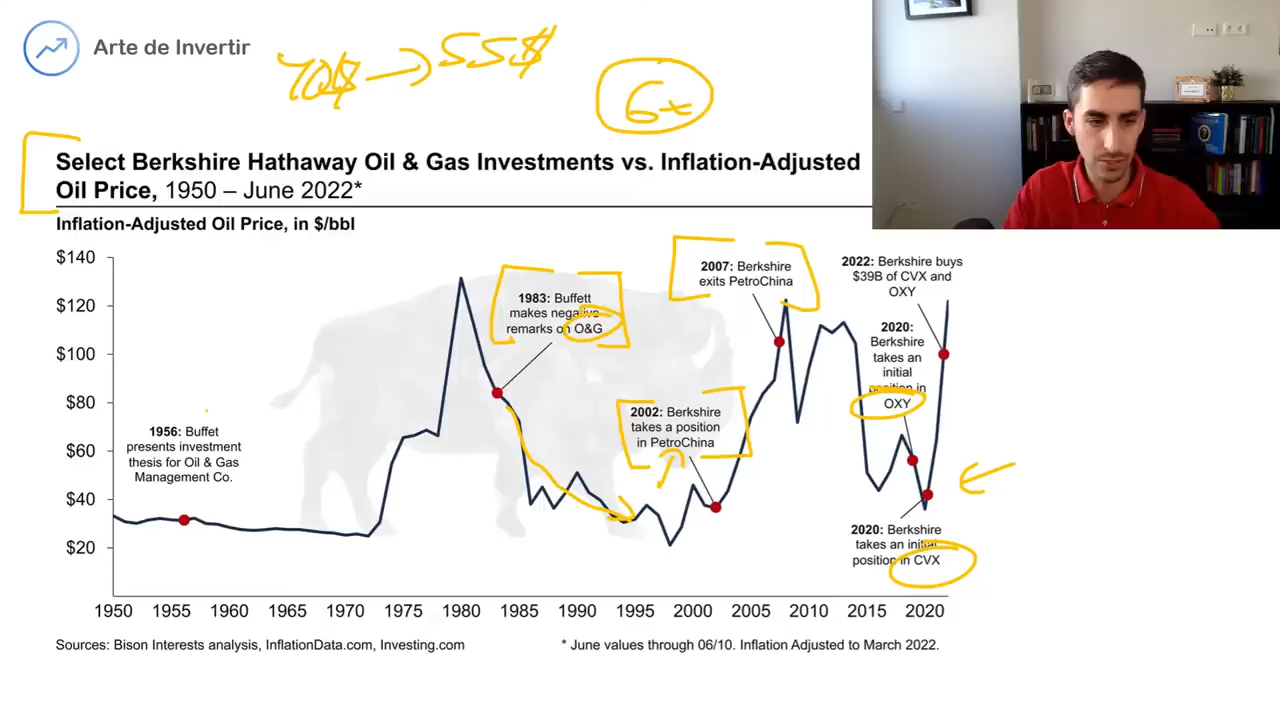 Arte de Invertir
70$ → 55$
6x
Select Berkshire Hathaway Oil & Gas Investments vs. Inflation-Adjusted
Oil Price, 1950 – June 2022*
Inflation-Adjusted Oil Price, in $/bbl
$140
$120
$100
$80
$60
$40
$20
1956: Buffet
presents investment
thesis for Oil & Gas
Management Co.
1983: Buffett
makes negative
remarks on O&G
2002: Berkshire
takes a position
in PetroChina
2007: Berkshire
exits PetroChina
2022: Berkshire buys
$39B of CVX and
OXY
2020:
Berkshire
takes an
initial
position in
OXY
2020: Berkshire
takes an initial
position in CVX
1950 1955 1960 1965 1970 1975 1980 1985 1990 1995 2000 2005 2010 2015 2020
Sources: Bison Interests analysis, InflationData.com, Investing.com
* June values through 06/10. Inflation Adjusted to March 2022.